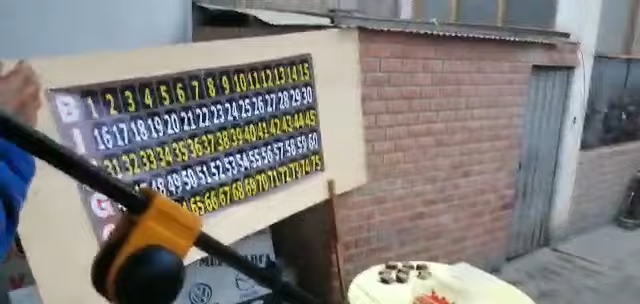 B 1 2 3 4 5 6 7 8 9 10 11 12 13 14 15
I 16 17 18 19 20 21 22 23 24 25 26 27 28 29 30
31 32 33 34 35 36 37 38 39 40 41 42 43 44 45
G 48 49 50 51 52 53 54 55 56 57 58 59 60
65 66 67 68 69 70 71 72 73 74 75